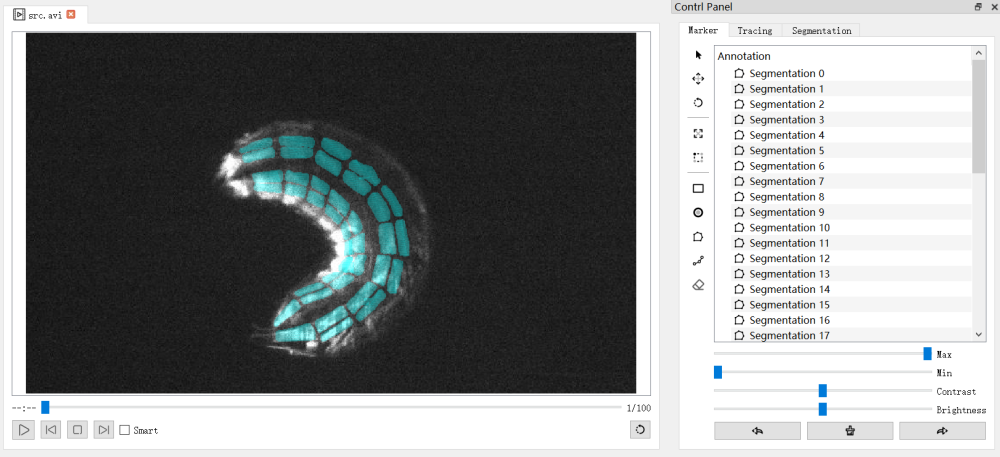 src.avi
Contrl Panel
Marker Tracing Segmentation
Annotation
Segmentation 0
Segmentation 1
Segmentation 2
Segmentation 3
Segmentation 4
Segmentation 5
Segmentation 6
Segmentation 7
Segmentation 8
Segmentation 9
Segmentation 10
Segmentation 11
Segmentation 12
Segmentation 13
Segmentation 14
Segmentation 15
Segmentation 16
Segmentation 17
Max
Min
Contrast
Brightness
--:-- 1/100
Smart